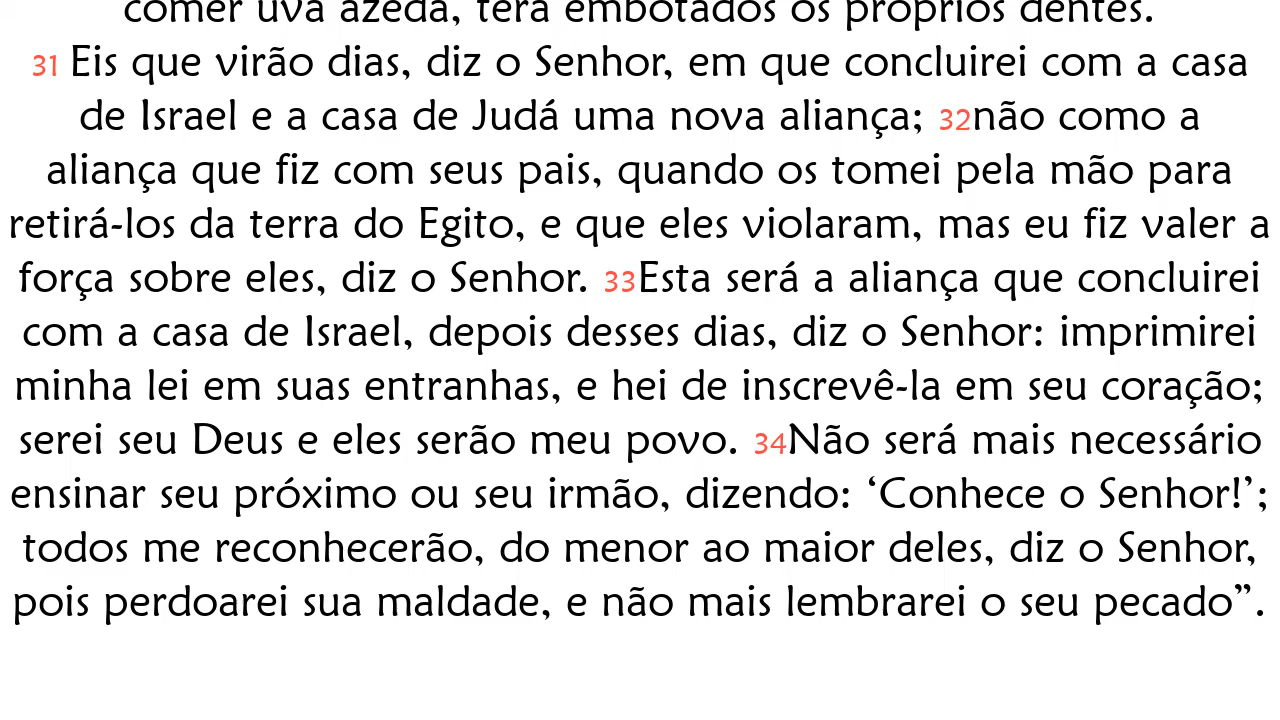 comer uva azeda, terá embotados os próprios dentes.
31 Eis que virão dias, diz o Senhor, em que concluirei com a casa
de Israel e a casa de Judá uma nova aliança; 32não como a
aliança que fiz com seus pais, quando os tomei pela mão para
retirá-los da terra do Egito, e que eles violaram, mas eu fiz valer a
força sobre eles, diz o Senhor. 33Esta será a aliança que concluirei
com a casa de Israel, depois desses dias, diz o Senhor: imprimirei
minha lei em suas entranhas, e hei de inscrevê-la em seu coração;
serei seu Deus e eles serão meu povo. 34Não será mais necessário
ensinar seu próximo ou seu irmão, dizendo: ‘Conhece o Senhor!’;
todos me reconhecerão, do menor ao maior deles, diz o Senhor,
pois perdoarei sua maldade, e não mais lembrarei o seu pecado”.